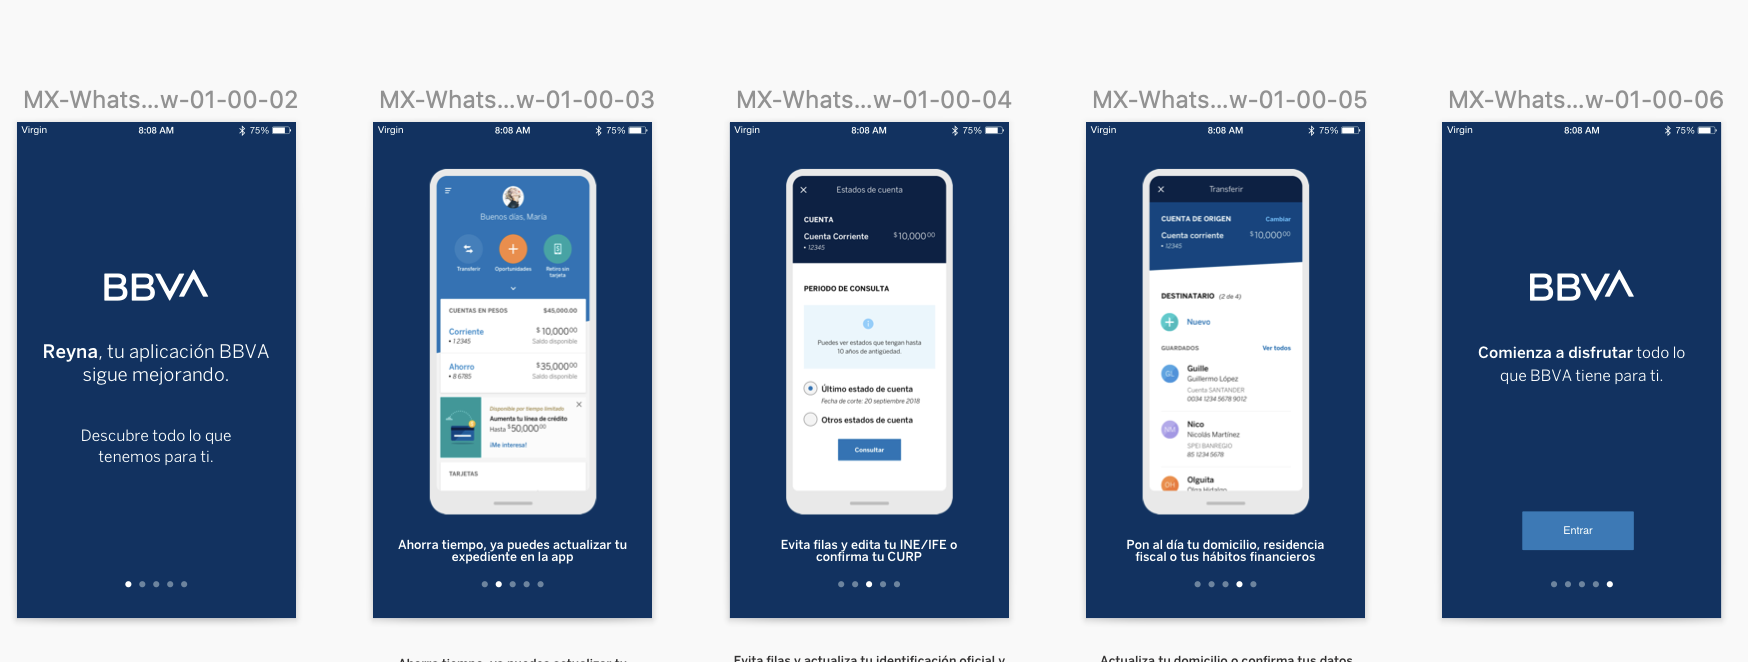 MX-Whats...w-01-00-02
Virgin 8:08 AM 75%
BBVA
Reyna, tu aplicación BBVA
sigue mejorando.
Descubre todo lo que
tenemos para ti.
MX-Whats...w-01-00-03
Virgin 8:08 AM 75%
Buenos días, María
Transferir Oportunidades Retiro sin
tarjeta
CUENTAS EN PESOS $45,000.00
Corriente $10,000.00
• 12345 Saldo disponible
Ahorro $35,000.00
• B 6785 Saldo disponible
Disponible por tiempo limitado
Aumenta tu línea de crédito
Hasta $50,000.00
¡Me interesa!
TARJETAS
Ahorra tiempo, ya puedes actualizar tu
expediente en la app
MX-Whats...w-01-00-04
Virgin 8:08 AM 75%
Estados de cuenta
CUENTA
Cuenta Corriente $10,000.00
• 12345
PERIODO DE CONSULTA
Puedes ver estados que tengan hasta
10 años de antigüedad.
Último estado de cuenta
Fecha de corte: 20 septiembre 2018
Otros estados de cuenta
Consultar
Evita filas y edita tu INE/IFE o
confirma tu CURP
Evita filas y actualiza tu identificación oficial y
MX-Whats...w-01-00-05
Virgin 8:08 AM 75%
Transferir
CUENTA DE ORIGEN Cambiar
Cuenta corriente $10,000.00
• 12345
DESTINATARIO (2 de 4)
Nuevo
GUARDADOS Ver todos
GL Guille
Guillermo López
Cuenta SANTANDER
0034 1234 5678 9012
NM Nico
Nicolás Martínez
SPEI BANREGIO
85 1234 5678
OH Olguita
Olga Hidalgo
Pon al día tu domicilio, residencia
fiscal o tus hábitos financieros
Actualiza tu domicilio o confirma tus datos
MX-Whats...w-01-00-06
Virgin 8:08 AM 75%
BBVA
Comienza a disfrutar todo lo
que BBVA tiene para ti.
Entrar